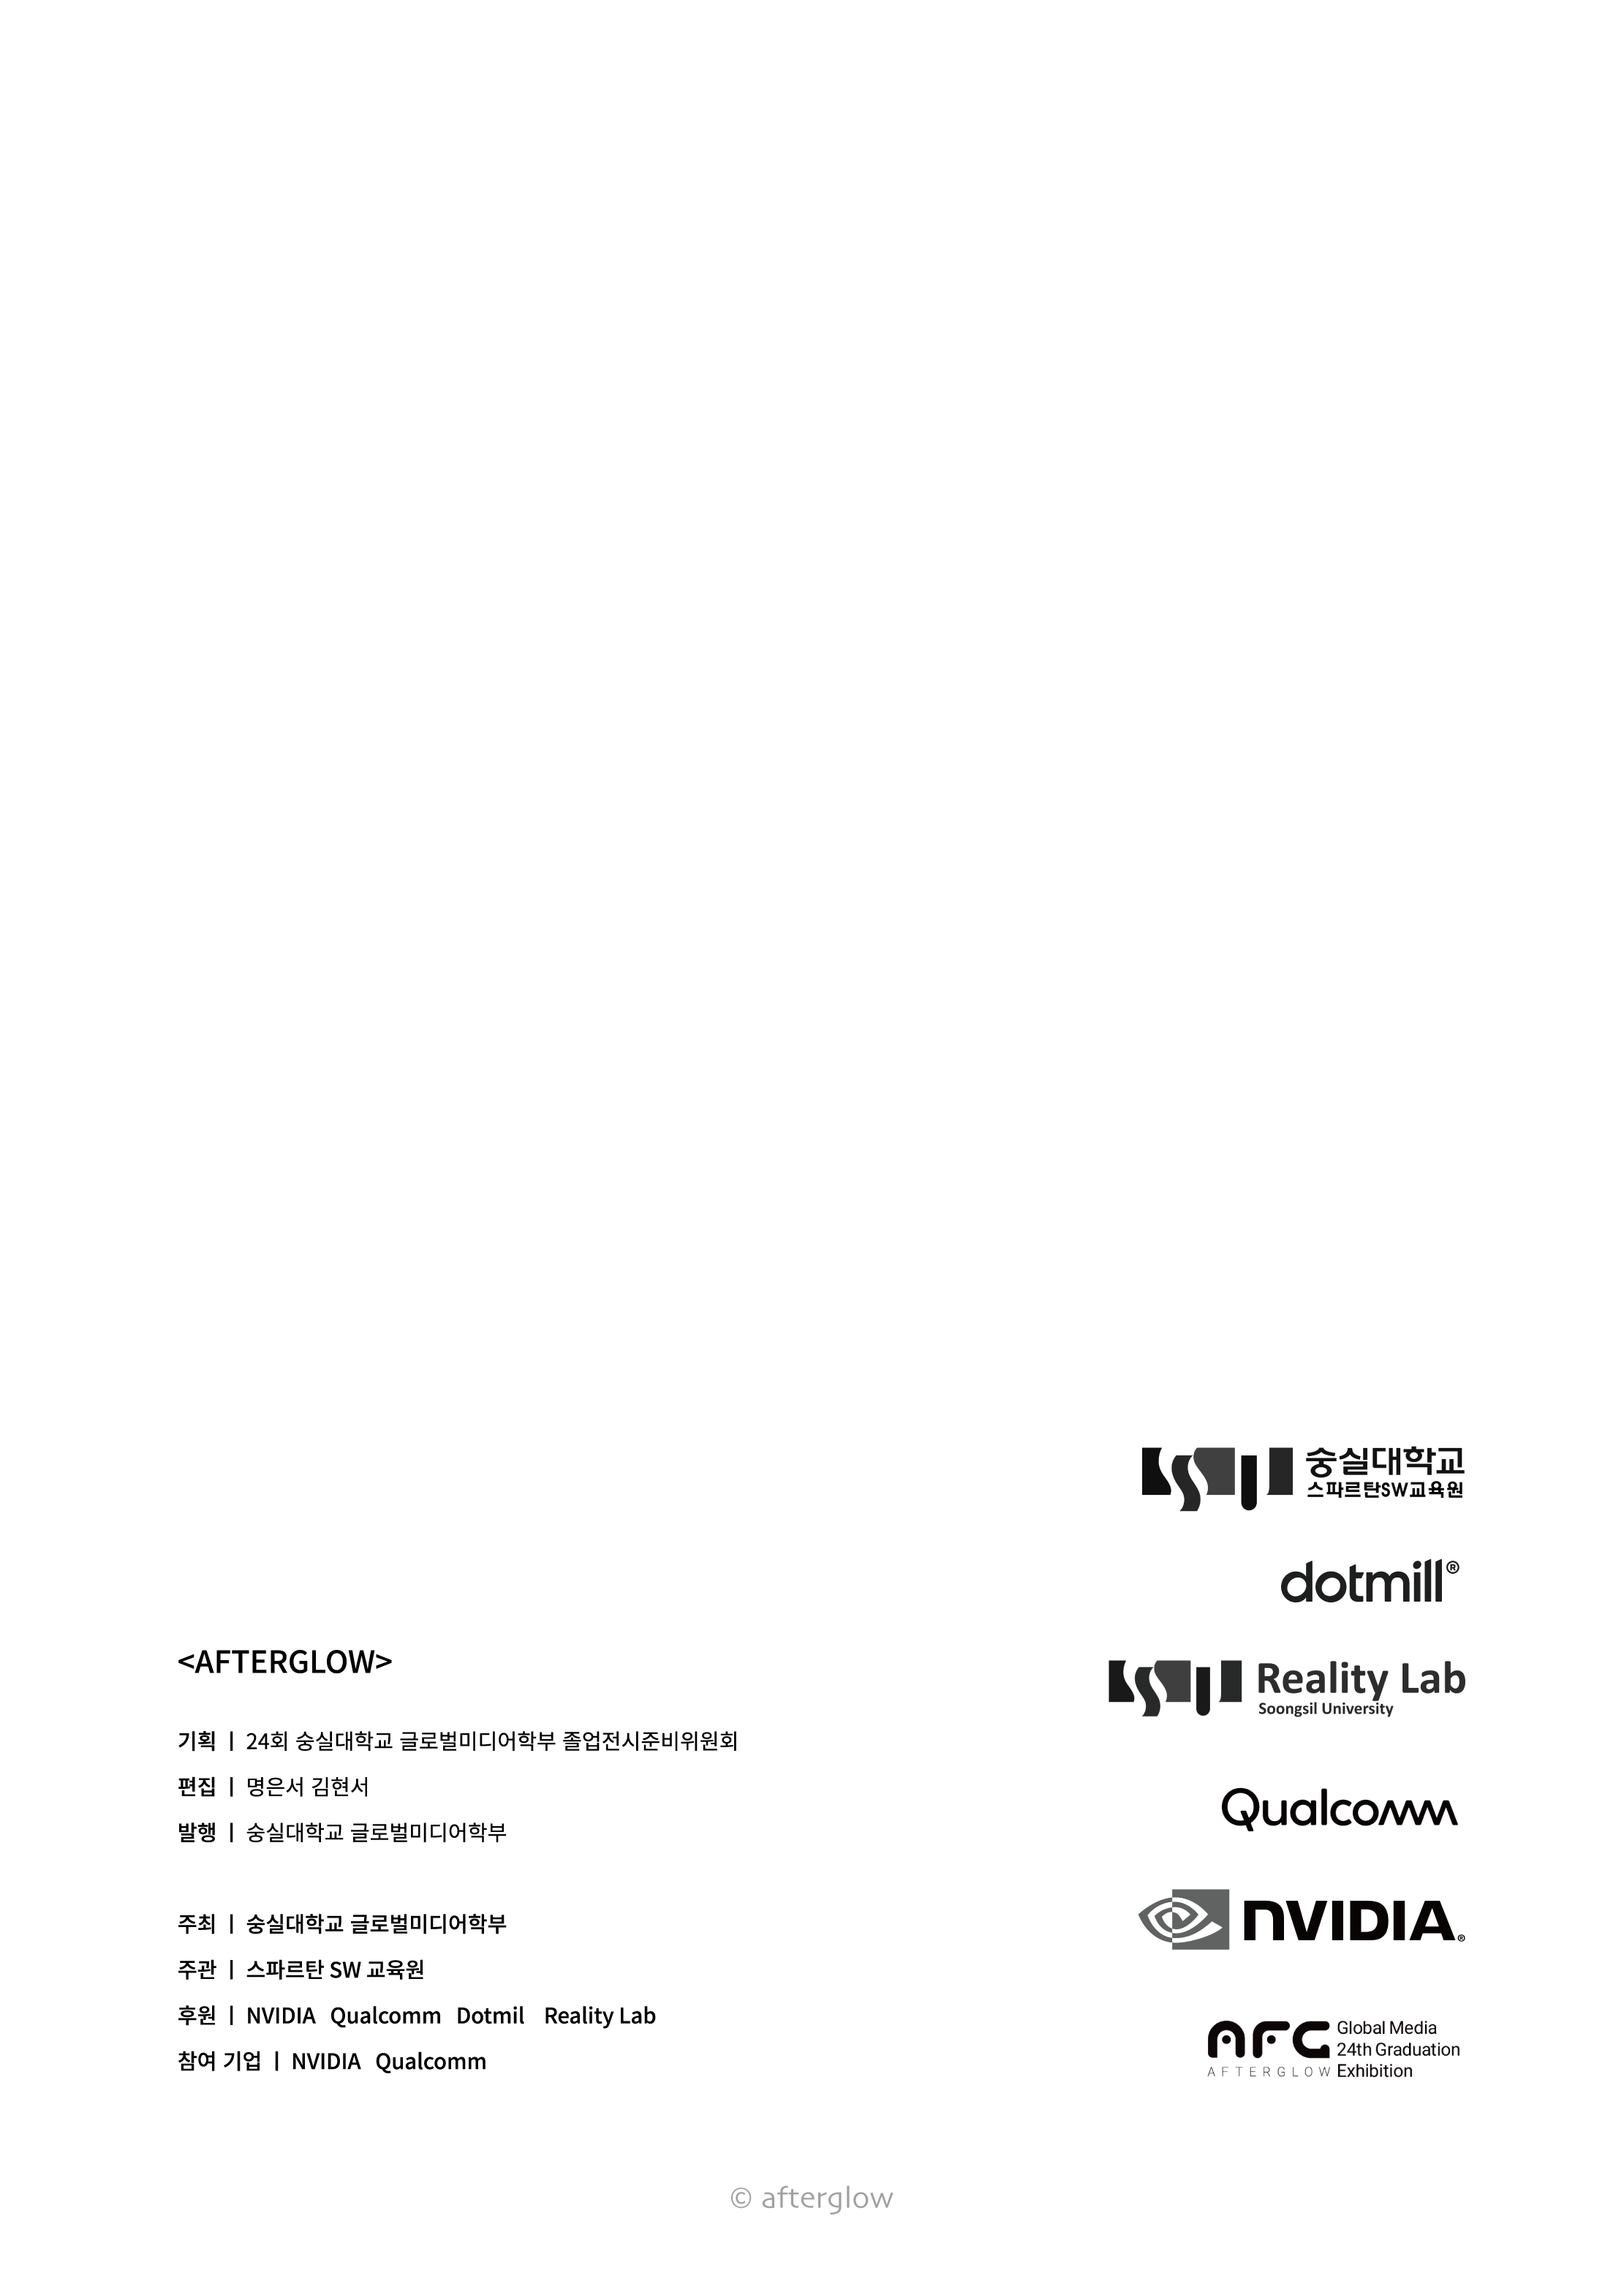 <AFTERGLOW>
기획 | 24회 숭실대학교 글로벌미디어학부 졸업전시준비위원회
편집 | 명은서 김현서
발행 | 숭실대학교 글로벌미디어학부
주최 | 숭실대학교 글로벌미디어학부
주관 | 스파르탄 SW 교육원
후원 | NVIDIA Qualcomm Dotmil Reality Lab
참여 기업 | NVIDIA Qualcomm
SSU 숭실대학교
스파르탄SW교육원
dotmill®
SSU Reality Lab
Soongsil University
Qualcomm
NVIDIA®
AFG Global Media
24th Graduation
AFTERGLOW Exhibition
© afterglow